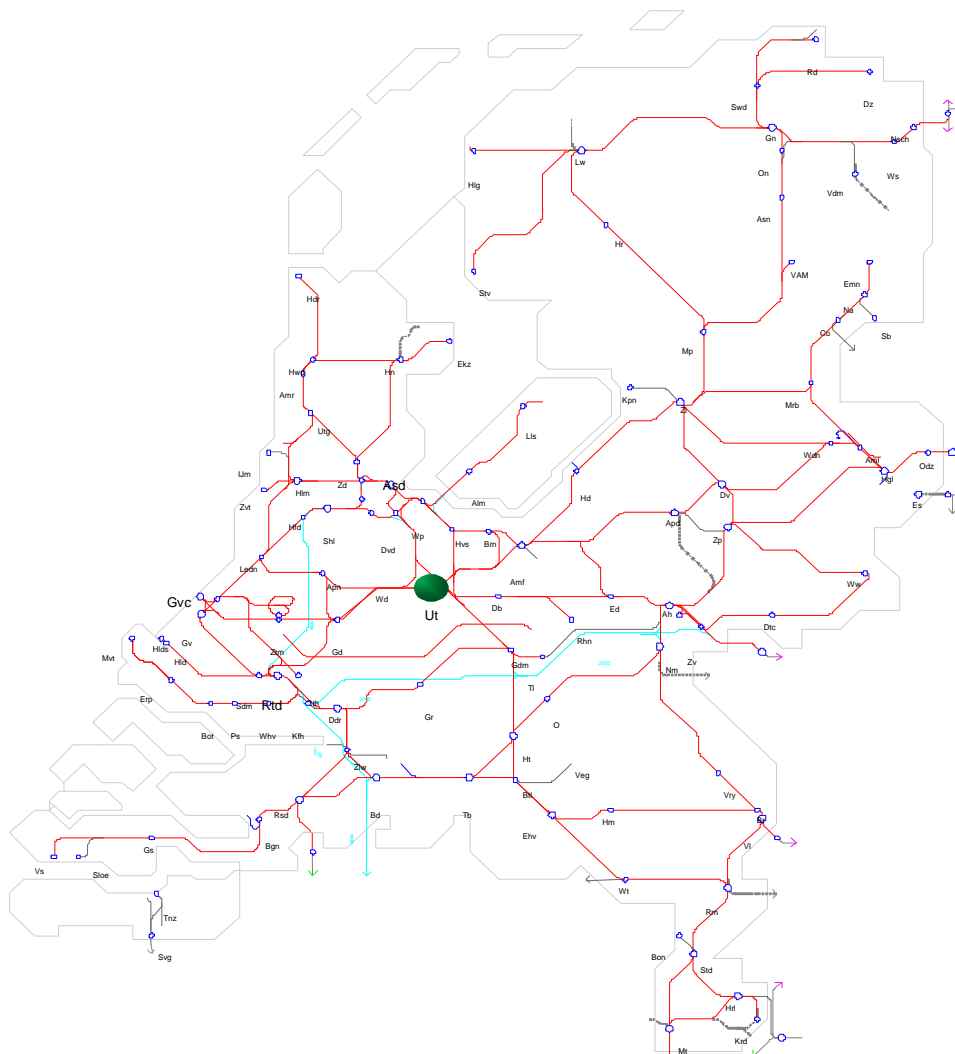 Rd
Dz
Swd
Nsch
Gn
Lw
On
Ws
Hlg
Vdm
Asn
Hr
VAM
Stv
Emn
Hdr
Na
Co
Sb
Mp
Hwd
Hn
Ekz
Amr
Kpn
Zl
Mrb
Utg
Lls
Wdn
Aml
Odz
IJm
Hgl
Hlm
Zd
Asd
Dv
Es
Zvt
Alm
Hd
Apd
Hfd
Wp
Zp
Shl
Dvd
Hvs
Brn
Ledn
Apn
Wd
Amf
Ww
Gvc
Ut
Db
Ed
Ah
Dtc
Gv
Gd
Rhn
Hlds
Hld
Ztm
Gdm
Zv
Mvt
Nm
2005
Tl
Erp
Sdm
Rtd
Ddr
Gr
O
Bot
Ps
Whv
Kfh
Zlw
Ht
Veg
Btl
Vry
Rsd
Bd
Tb
Hm
Bl
Ehv
Gs
Bgn
Vl
Vs
Sloe
Wt
Tnz
Rm
Svg
Bon
Std
Hrl
Krd
Mt